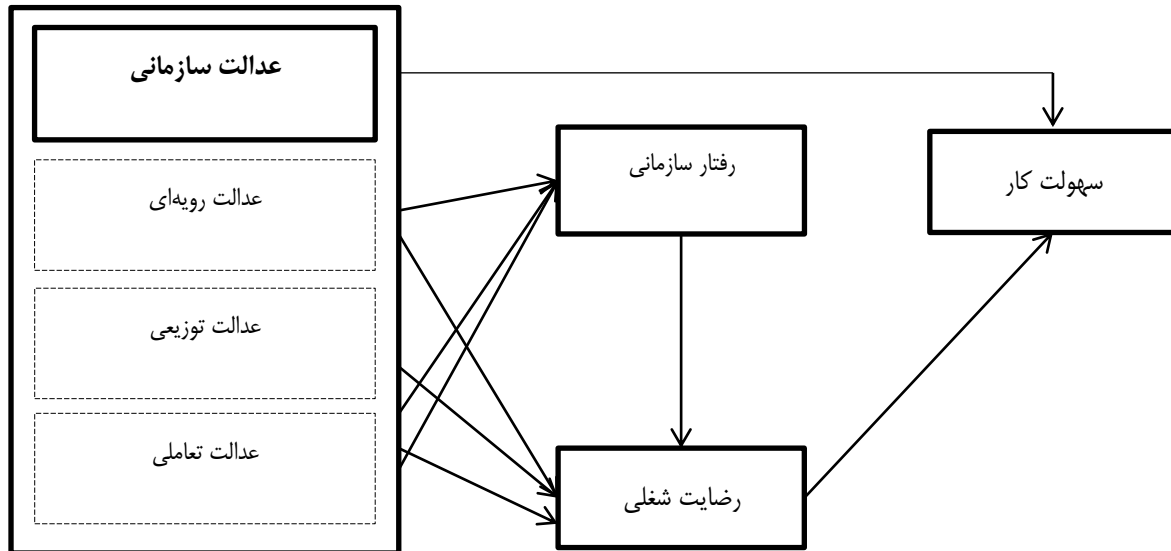 عدالت سازمانی
عدالت رویه‌ای
عدالت توزیعی
عدالت تعاملی
رفتار سازمانی
رضایت شغلی
سهولت کار